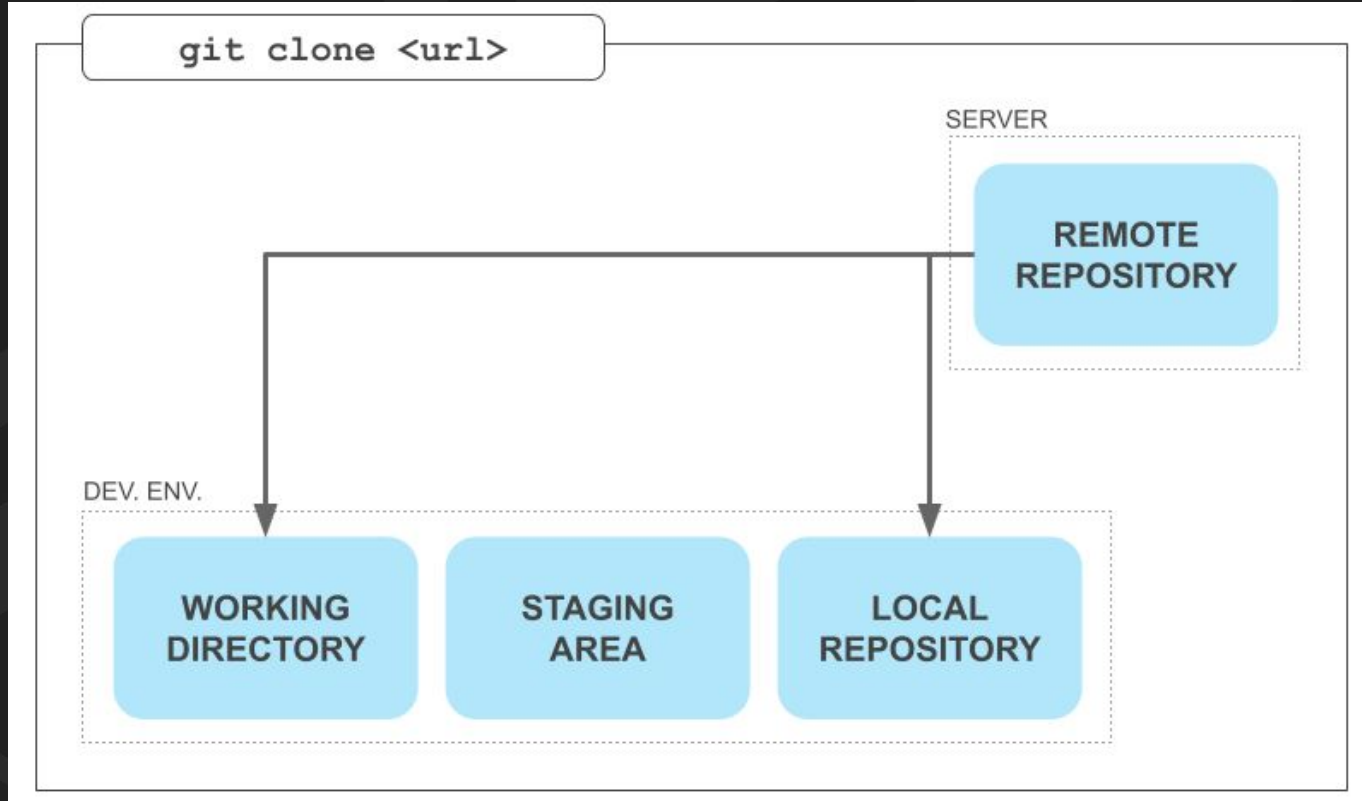 git clone <url>
SERVER
REMOTE
REPOSITORY
DEV. ENV.
WORKING
DIRECTORY
STAGING
AREA
LOCAL
REPOSITORY